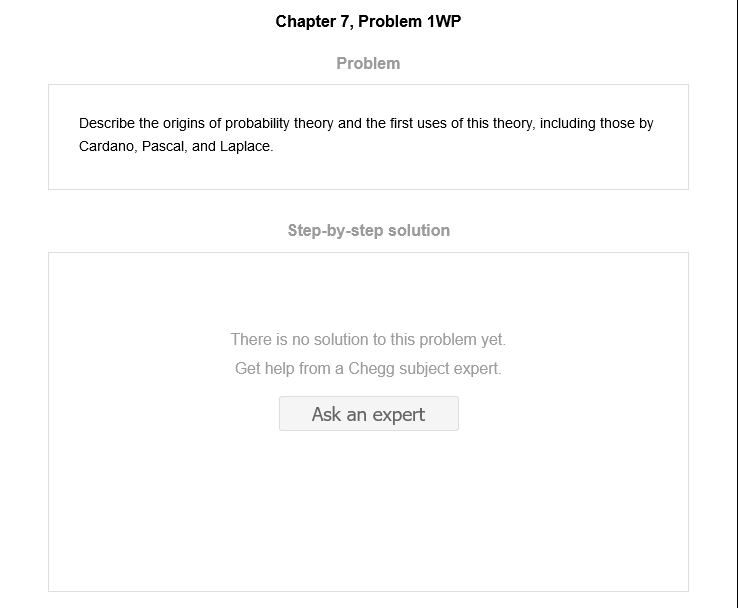 Chapter 7, Problem 1WP
Problem
Describe the origins of probability theory and the first uses of this theory, including those by
Cardano, Pascal, and Laplace.
Step-by-step solution
There is no solution to this problem yet.
Get help from a Chegg subject expert.
Ask an expert